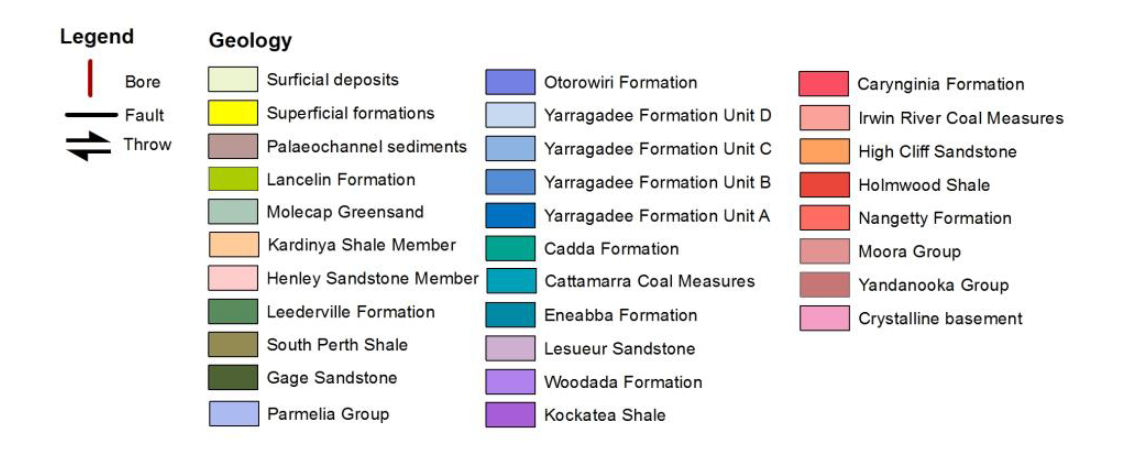 Legend
Bore
Fault
Throw
Geology
Surficial deposits
Superficial formations
Palaeochannel sediments
Lancelin Formation
Molecap Greensand
Kardinya Shale Member
Henley Sandstone Member
Leederville Formation
South Perth Shale
Gage Sandstone
Parmelia Group
Otorowiri Formation
Yarragadee Formation Unit D
Yarragadee Formation Unit C
Yarragadee Formation Unit B
Yarragadee Formation Unit A
Cadda Formation
Cattamarra Coal Measures
Eneabba Formation
Lesueur Sandstone
Woodada Formation
Kockatea Shale
Carynginia Formation
Irwin River Coal Measures
High Cliff Sandstone
Holmwood Shale
Nangetty Formation
Moora Group
Yandanooka Group
Crystalline basement